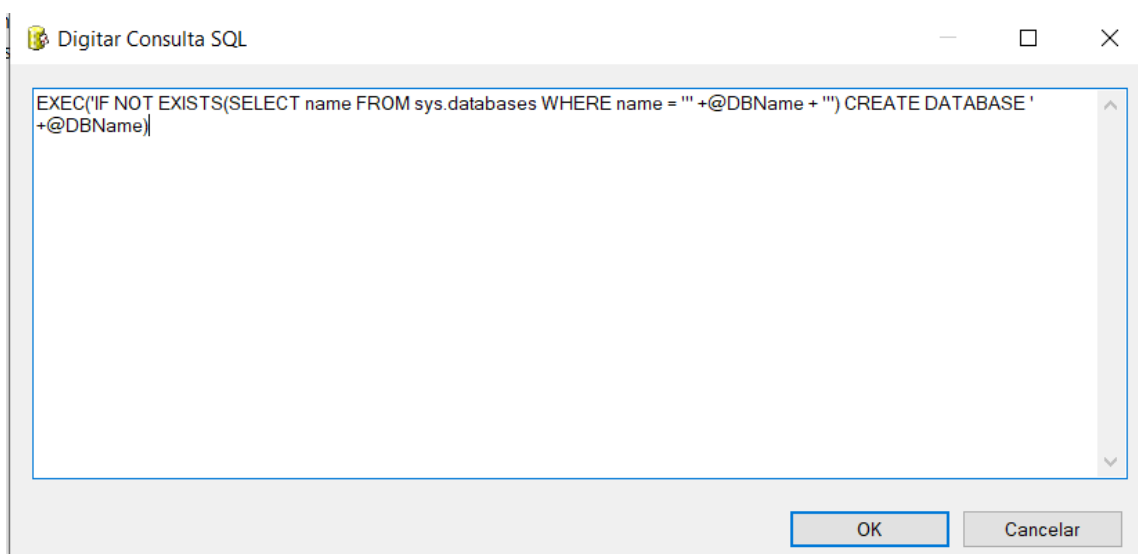 Digitar Consulta SQL
EXEC('IF NOT EXISTS(SELECT name FROM sys.databases WHERE name = ''' +@DBName + ''') CREATE DATABASE '
+@DBName)
OK
Cancelar